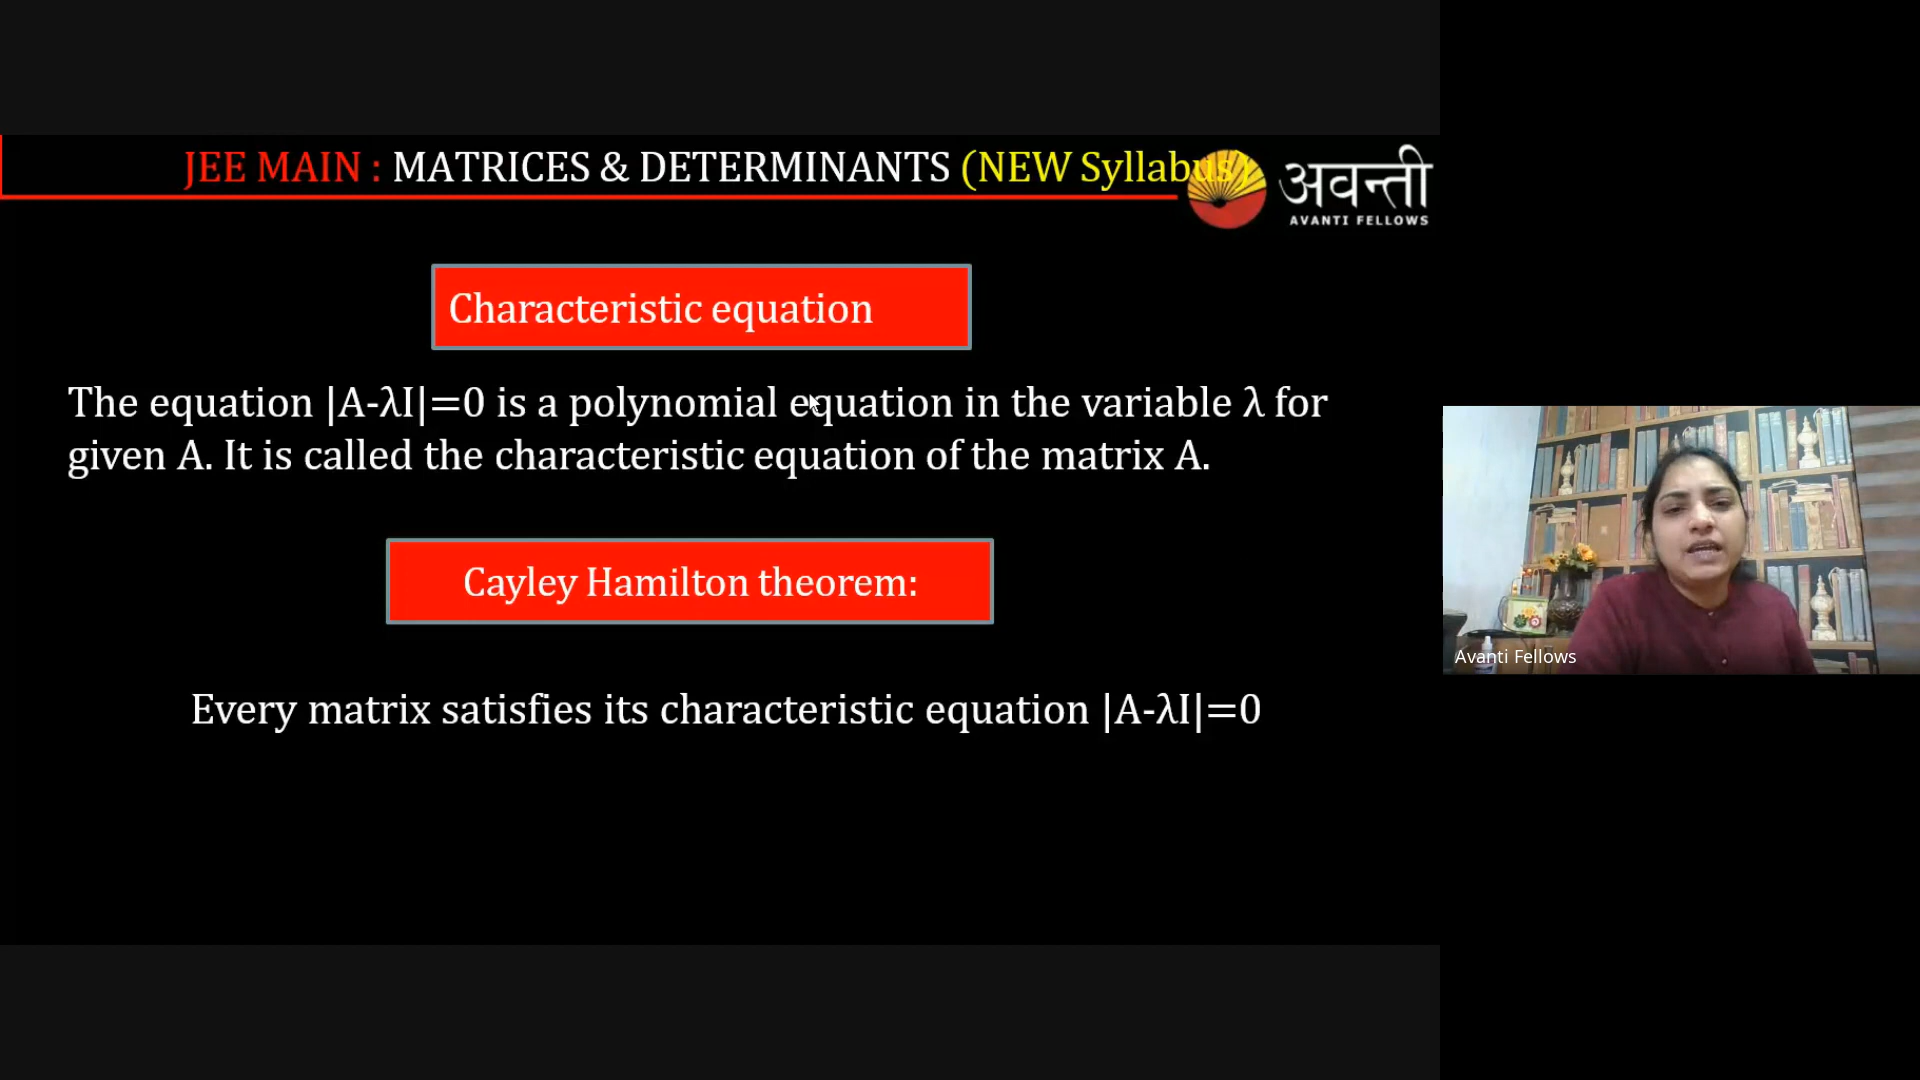 JEE MAIN : MATRICES & DETERMINANTS (NEW Syllabus)
अवन्ती
AVANTI FELLOWS
Characteristic equation
The equation |A-λI|=0 is a polynomial equation in the variable λ for
given A. It is called the characteristic equation of the matrix A.
Cayley Hamilton theorem:
Every matrix satisfies its characteristic equation |A-λI|=0
Avanti Fellows